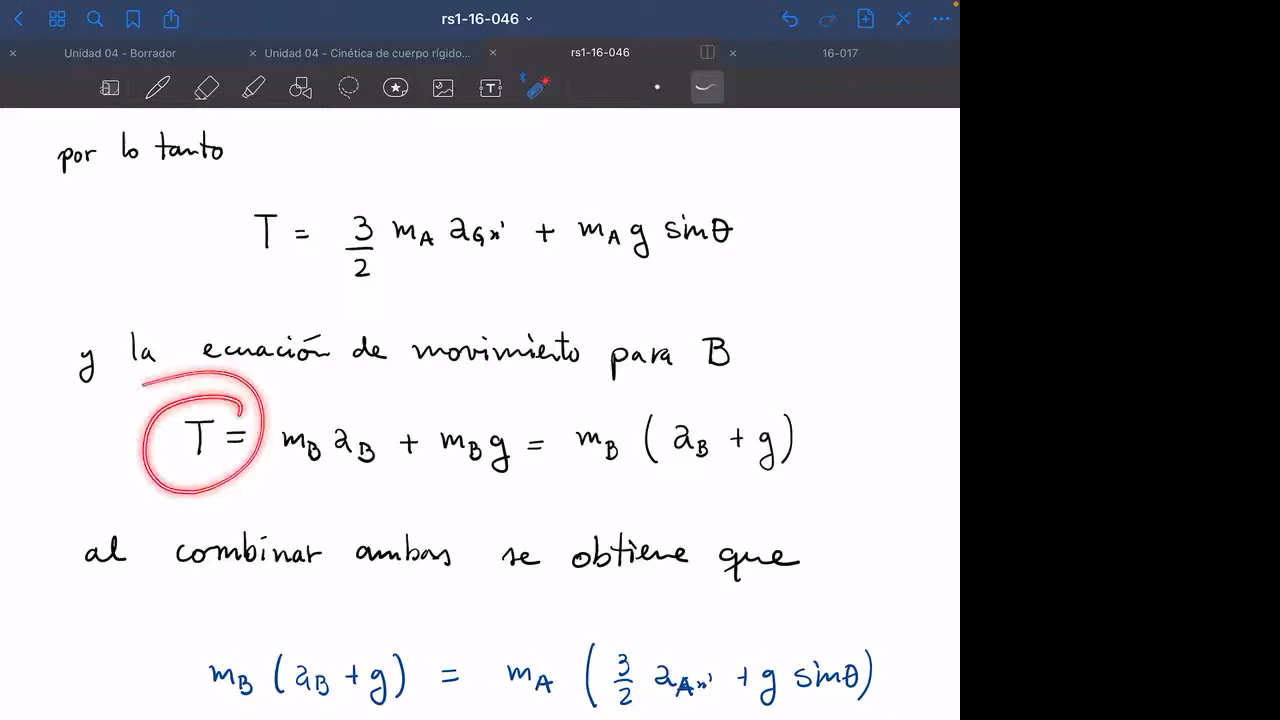 rs1-16-046
Unidad 04 - Borrador
Unidad 04 - Cinética de cuerpo rígido...
rs1-16-046
16-017
por lo tanto
T = 3/2 m_A a_Gx' + m_A g sinθ
y la ecuación de movimiento para B
T = m_B a_B + m_B g = m_B (a_B + g)
al combinar ambas se obtiene que
m_B (a_B + g) = m_A (3/2 a_Ax' + g sinθ)